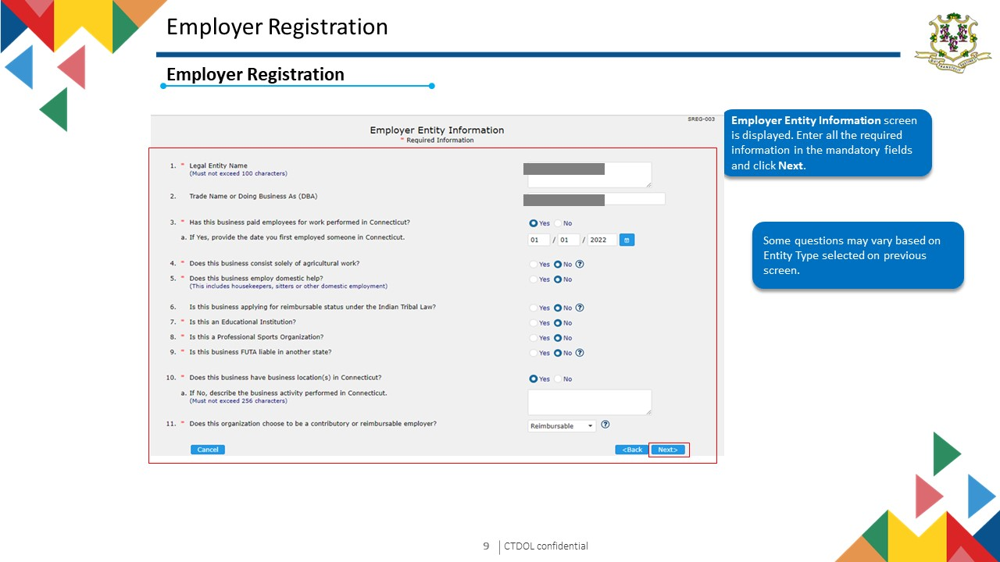 Employer Registration
Employer Registration
SREG-003
Employer Entity Information
* Required Information
1. * Legal Entity Name
(Must not exceed 100 characters)
2. Trade Name or Doing Business As (DBA)
3. * Has this business paid employees for work performed in Connecticut? Yes No
a. If Yes, provide the date you first employed someone in Connecticut. 01 / 01 / 2022
4. * Does this business consist solely of agricultural work? Yes No ?
5. * Does this business employ domestic help? Yes No
(This includes housekeepers, sitters or other domestic employment)
6. Is this business applying for reimbursable status under the Indian Tribal Law? Yes No ?
7. * Is this an Educational Institution? Yes No
8. * Is this a Professional Sports Organization? Yes No
9. * Is this business FUTA liable in another state? Yes No ?
10. * Does this business have business location(s) in Connecticut? Yes No
a. If No, describe the business activity performed in Connecticut.
(Must not exceed 256 characters)
11. * Does this organization choose to be a contributory or reimbursable employer? Reimbursable ?
Cancel <Back Next>
Employer Entity Information screen
is displayed. Enter all the required
information in the mandatory fields
and click Next.
Some questions may vary based on
Entity Type selected on previous
screen.
9 CTDOL confidential